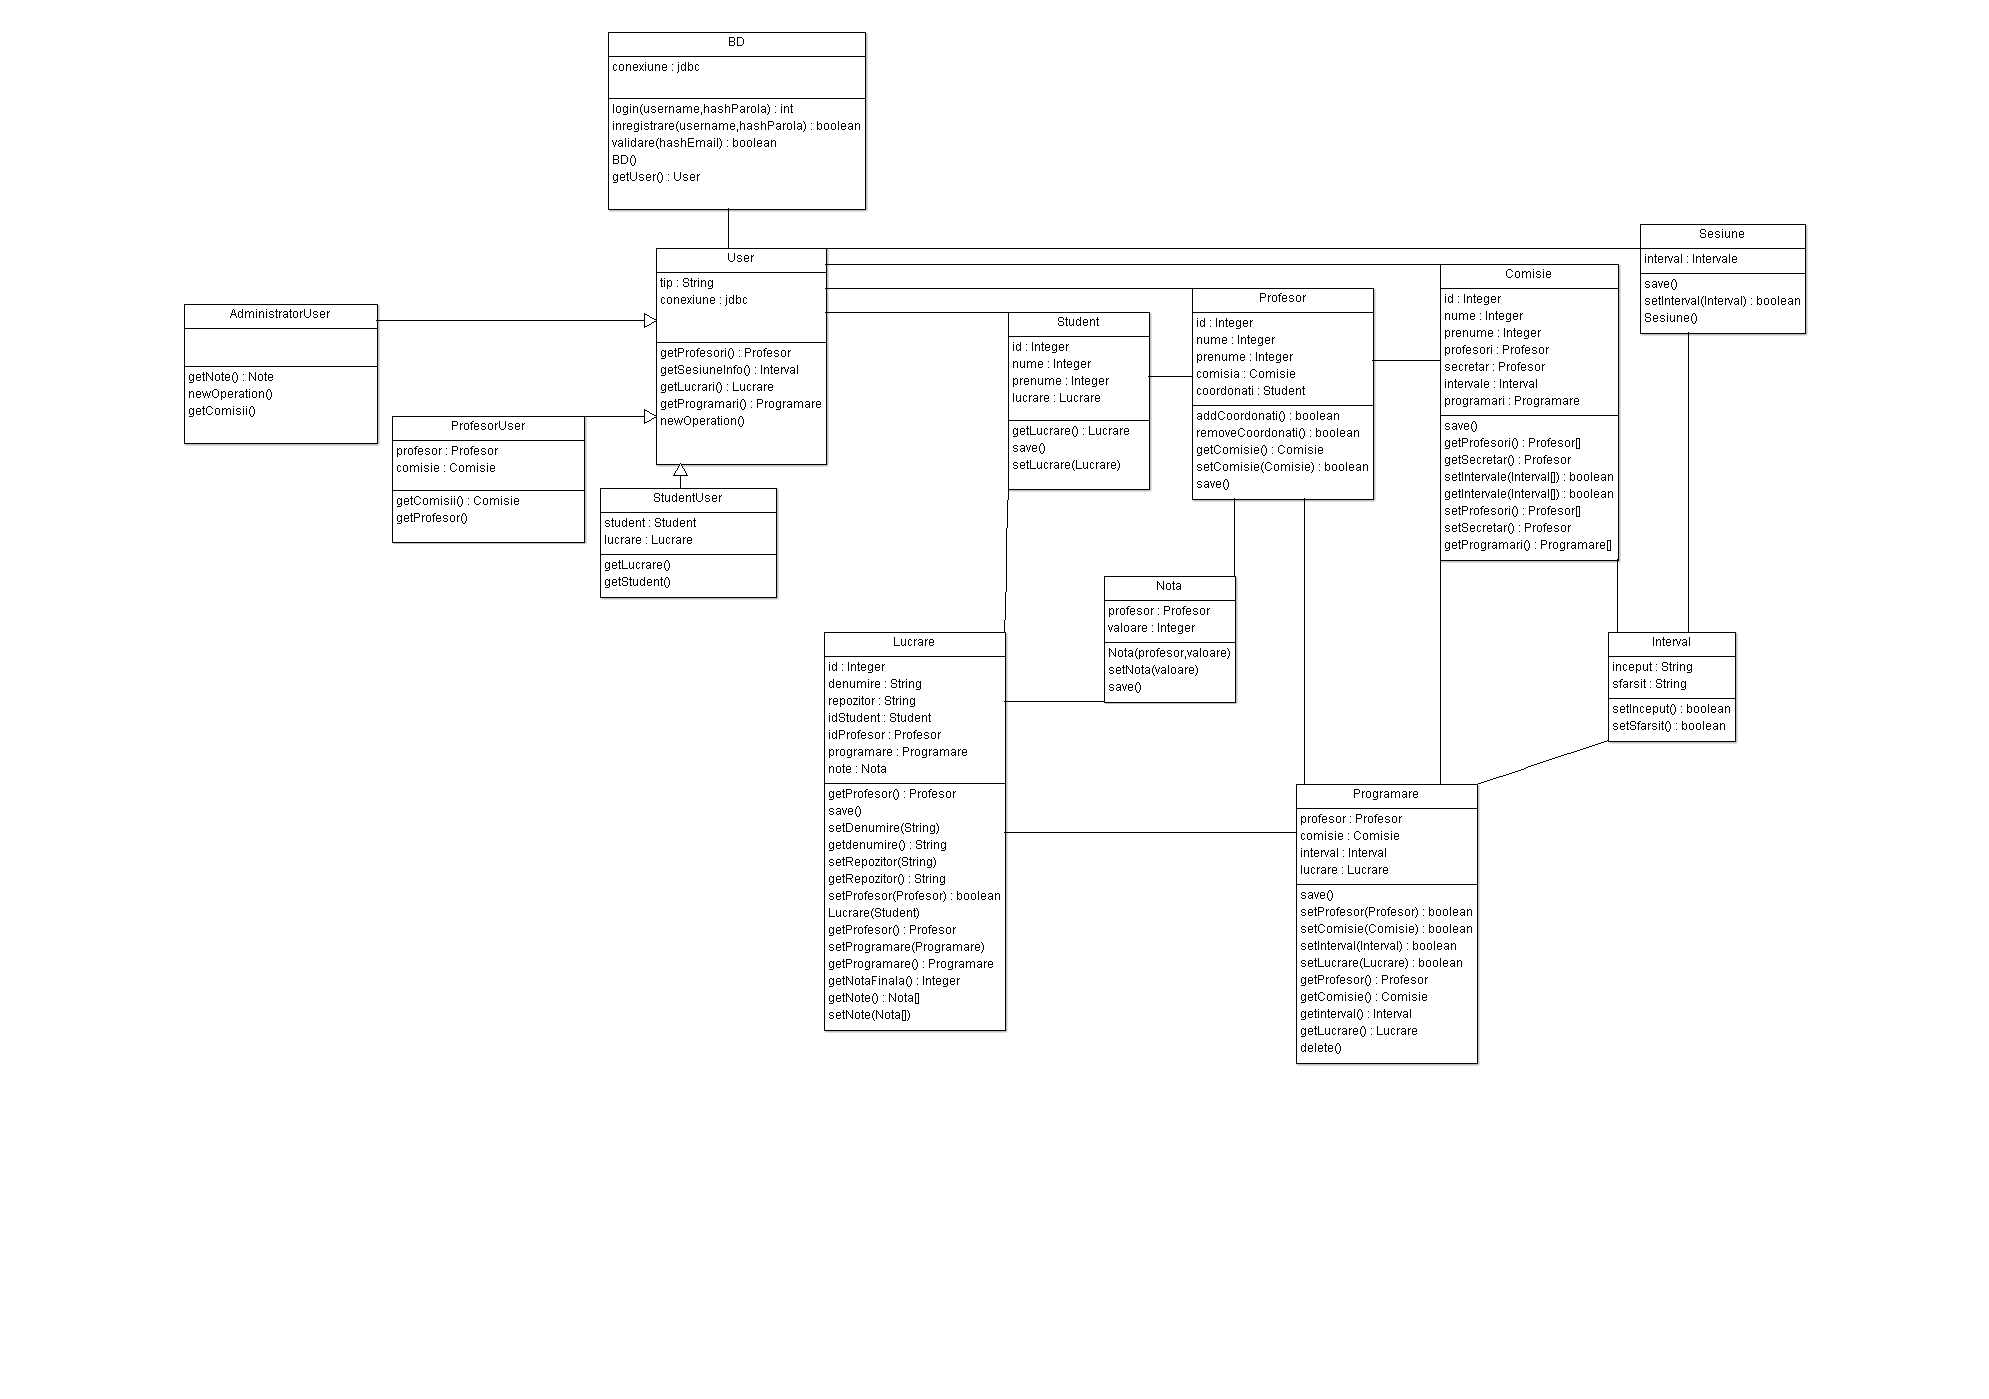 BD
conexiune : jdbc
login(username,hashParola) : int
inregistrare(username,hashParola) : boolean
validare(hashEmail) : boolean
BD()
getUser() : User
User
tip : String
conexiune : jdbc
getProfesori() : Profesor
getSesiuneInfo() : Interval
getLucrari() : Lucrare
getProgramari() : Programare
newOperation()
AdministratorUser
getNote() : Note
newOperation()
getComisii()
ProfesorUser
profesor : Profesor
comisie : Comisie
getComisii() : Comisie
getProfesor()
StudentUser
student : Student
lucrare : Lucrare
getLucrare()
getStudent()
Student
id : Integer
nume : Integer
prenume : Integer
lucrare : Lucrare
getLucrare() : Lucrare
save()
setLucrare(Lucrare)
Profesor
id : Integer
nume : Integer
prenume : Integer
comisia : Comisie
coordonati : Student
addCoordonati() : boolean
removeCoordonati() : boolean
getComisie() : Comisie
setComisie(Comisie) : boolean
save()
Comisie
id : Integer
nume : Integer
prenume : Integer
profesori : Profesor
secretar : Profesor
intervale : Interval
programari : Programare
save()
getProfesori() : Profesor[]
getSecretar() : Profesor
setIntervale(Interval[]) : boolean
getIntervale(Interval[]) : boolean
setProfesori() : Profesor[]
setSecretar() : Profesor
getProgramari() : Programare[]
Sesiune
interval : Intervale
save()
setInterval(Interval) : boolean
Sesiune()
Nota
profesor : Profesor
valoare : Integer
Nota(profesor,valoare)
setNota(valoare)
save()
Lucrare
id : Integer
denumire : String
repozitor : String
idStudent : Student
idProfesor : Profesor
programare : Programare
note : Nota
getProfesor() : Profesor
save()
setDenumire(String)
getdenumire() : String
setRepozitor(String)
getRepozitor() : String
setProfesor(Profesor) : boolean
Lucrare(Student)
getProfesor() : Profesor
setProgramare(Programare)
getProgramare() : Programare
getNotaFinala() : Integer
getNote() : Nota[]
setNote(Nota[])
Interval
inceput : String
sfarsit : String
setInceput() : boolean
setSfarsit() : boolean
Programare
profesor : Profesor
comisie : Comisie
interval : Interval
lucrare : Lucrare
save()
setProfesor(Profesor) : boolean
setComisie(Comisie) : boolean
setInterval(Interval) : boolean
setLucrare(Lucrare) : boolean
getProfesor() : Profesor
getComisie() : Comisie
getinterval() : Interval
getLucrare() : Lucrare
delete()